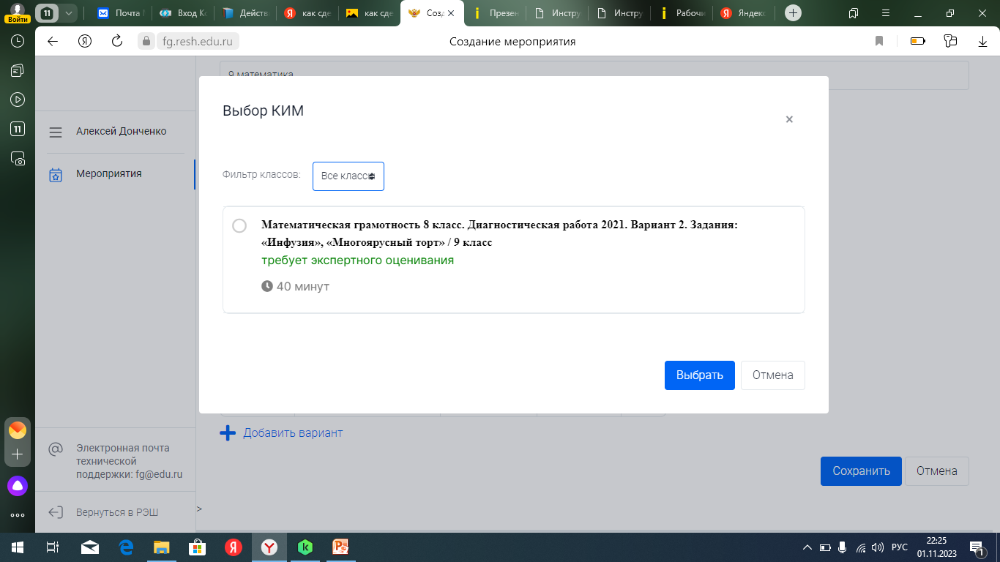 Войти
11
Почта
Вход Ко
Действ
как сде
как сде
Созд
Презен
Инстру
Инстру
Рабочи
Яндекс
fg.resh.edu.ru
Создание мероприятия
11
9 математика
Алексей Донченко
Мероприятия
Выбор КИМ
×
Фильтр классов:
Все классы
Математическая грамотность 8 класс. Диагностическая работа 2021. Вариант 2. Задания:
«Инфузия», «Многоярусный торт» / 9 класс
требует экспертного оценивания
40 минут
Выбрать
Отмена
Добавить вариант
Сохранить
Отмена
Электронная почта
технической
поддержки: fg@edu.ru
Вернуться в РЭШ
>
РУС
22:25
01.11.2023
1